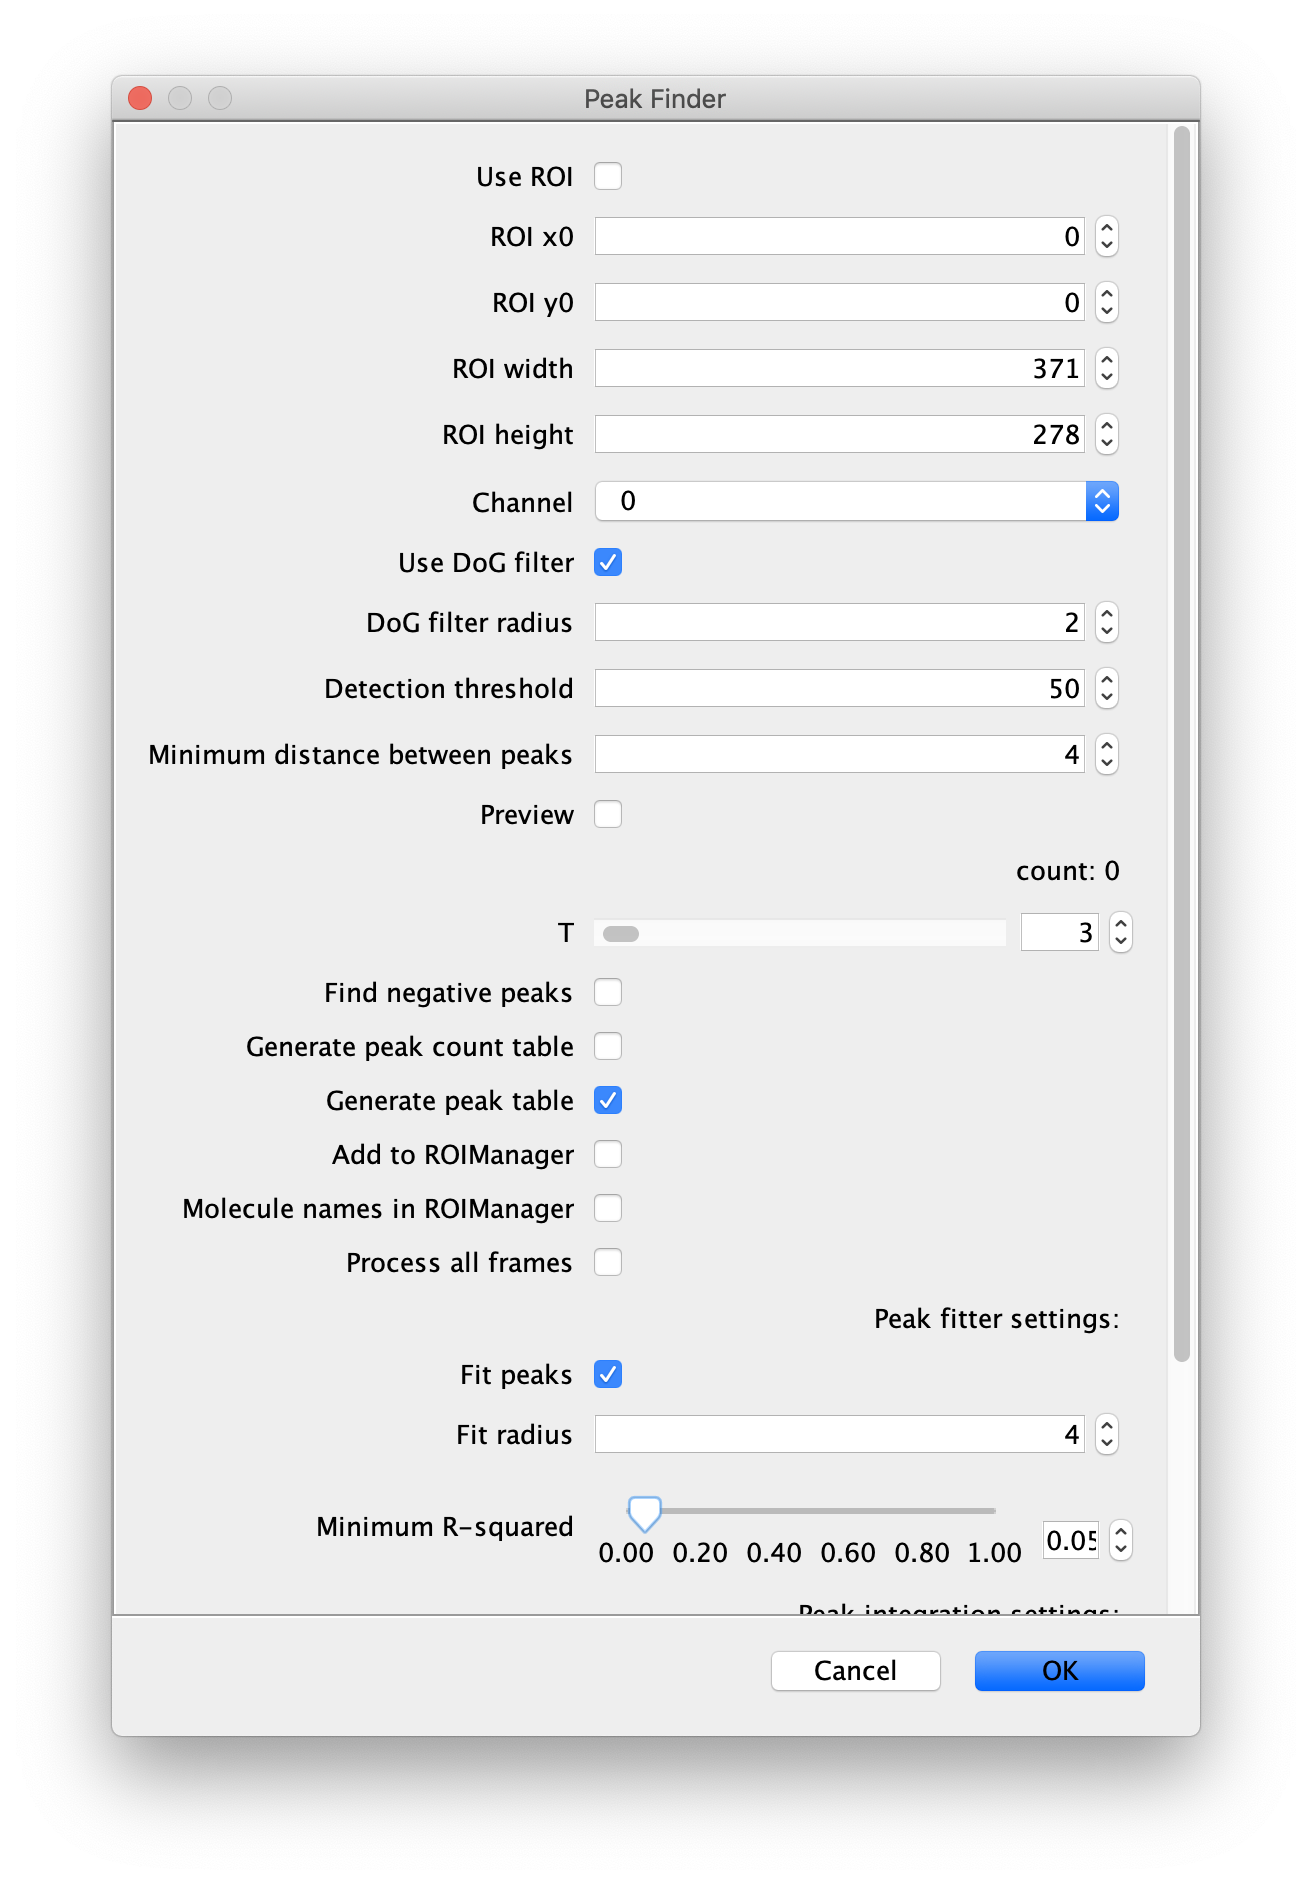 Peak Finder
Use ROI
ROI x0 0
ROI y0 0
ROI width 371
ROI height 278
Channel 0
Use DoG filter
DoG filter radius 2
Detection threshold 50
Minimum distance between peaks 4
Preview
count: 0
T 3
Find negative peaks
Generate peak count table
Generate peak table
Add to ROIManager
Molecule names in ROIManager
Process all frames
Peak fitter settings:
Fit peaks
Fit radius 4
Minimum R-squared 0.05
0.00 0.20 0.40 0.60 0.80 1.00
Peak integration settings:
Cancel OK